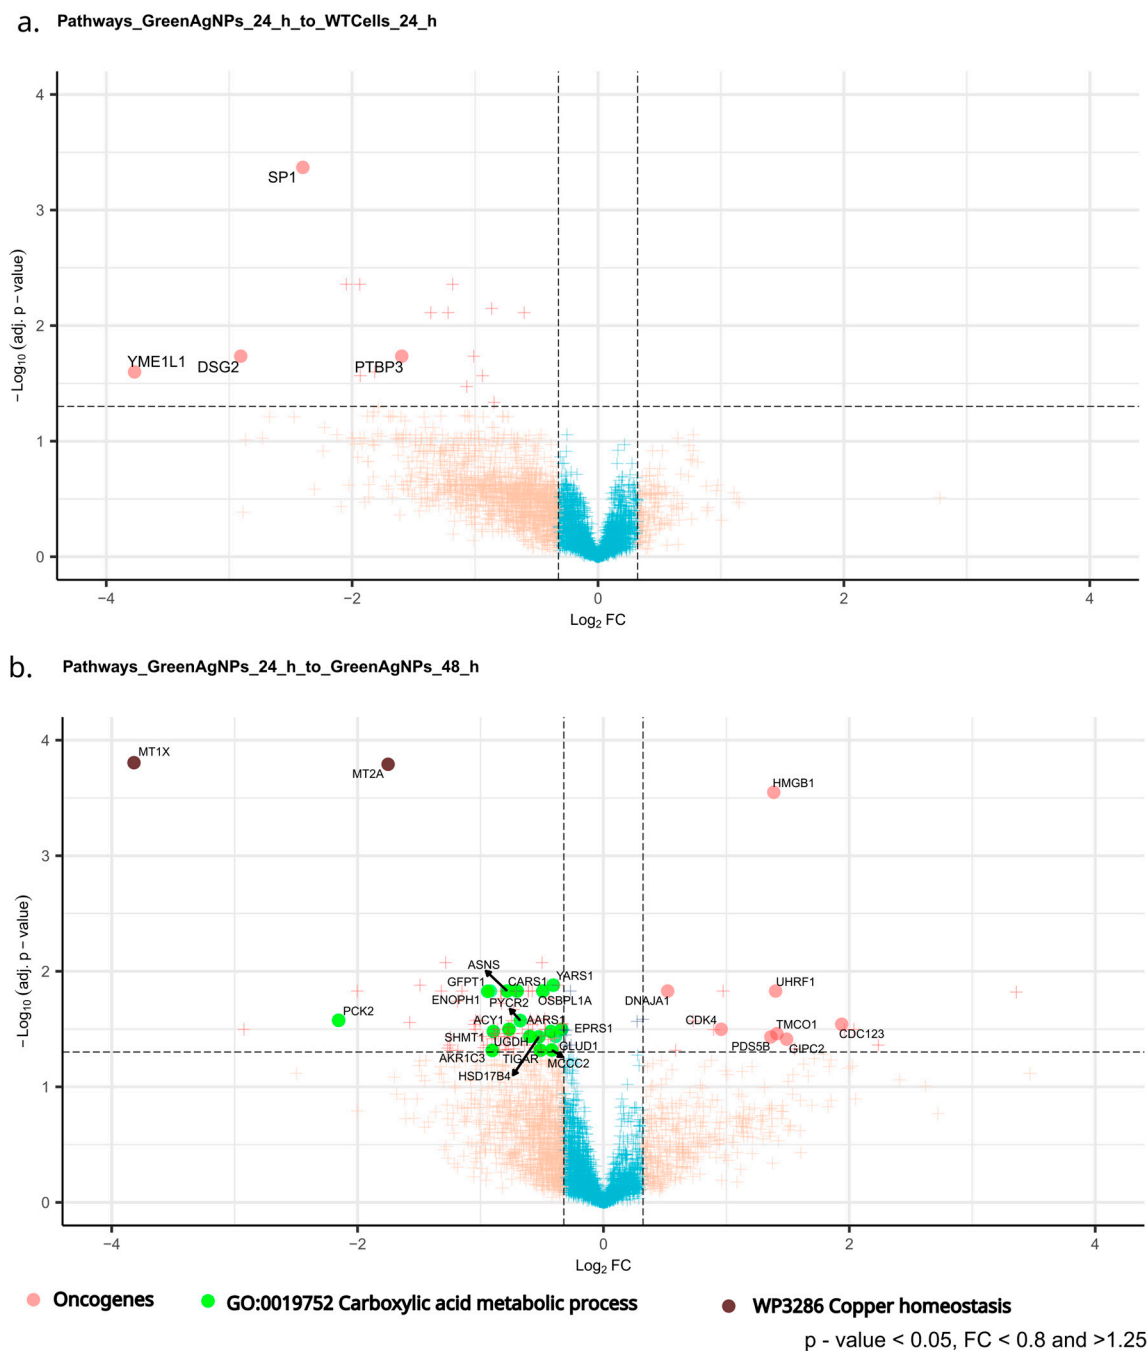 a. Pathways_GreenAgNPs_24_h_to_WTCells_24_h
4
SP1
3
−Log10 (adj. p − value)
2
YME1L1
DSG2
PTBP3
1
0
−4 −2 0 2 4
Log2 FC
b. Pathways_GreenAgNPs_24_h_to_GreenAgNPs_48_h
4
MT1X
MT2A
HMGB1
3
−Log10 (adj. p − value)
2
ASNS
GFPT1 CARS1 YARS1 UHRF1
PCK2 ENOPH1 PYCR2 OSBPL1A DNAJA1
ACY1 AARS1 EPRS1 CDK4 TMCO1 CDC123
SHMT1 UGDH GLUD1 PDS5B GIPC2
AKR1C3 TIGAR MCCC2
HSD17B4
1
0
−4 −2 0 2 4
Log2 FC
Oncogenes GO:0019752 Carboxylic acid metabolic process WP3286 Copper homeostasis
p - value < 0.05, FC < 0.8 and >1.25